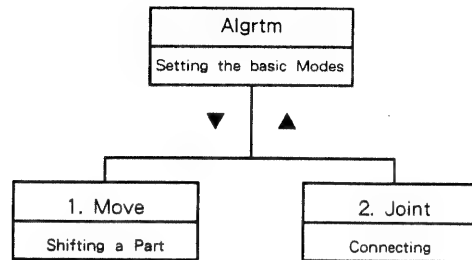 Algrtm
Setting the basic Modes
1. Move
Shifting a Part
2. Joint
Connecting